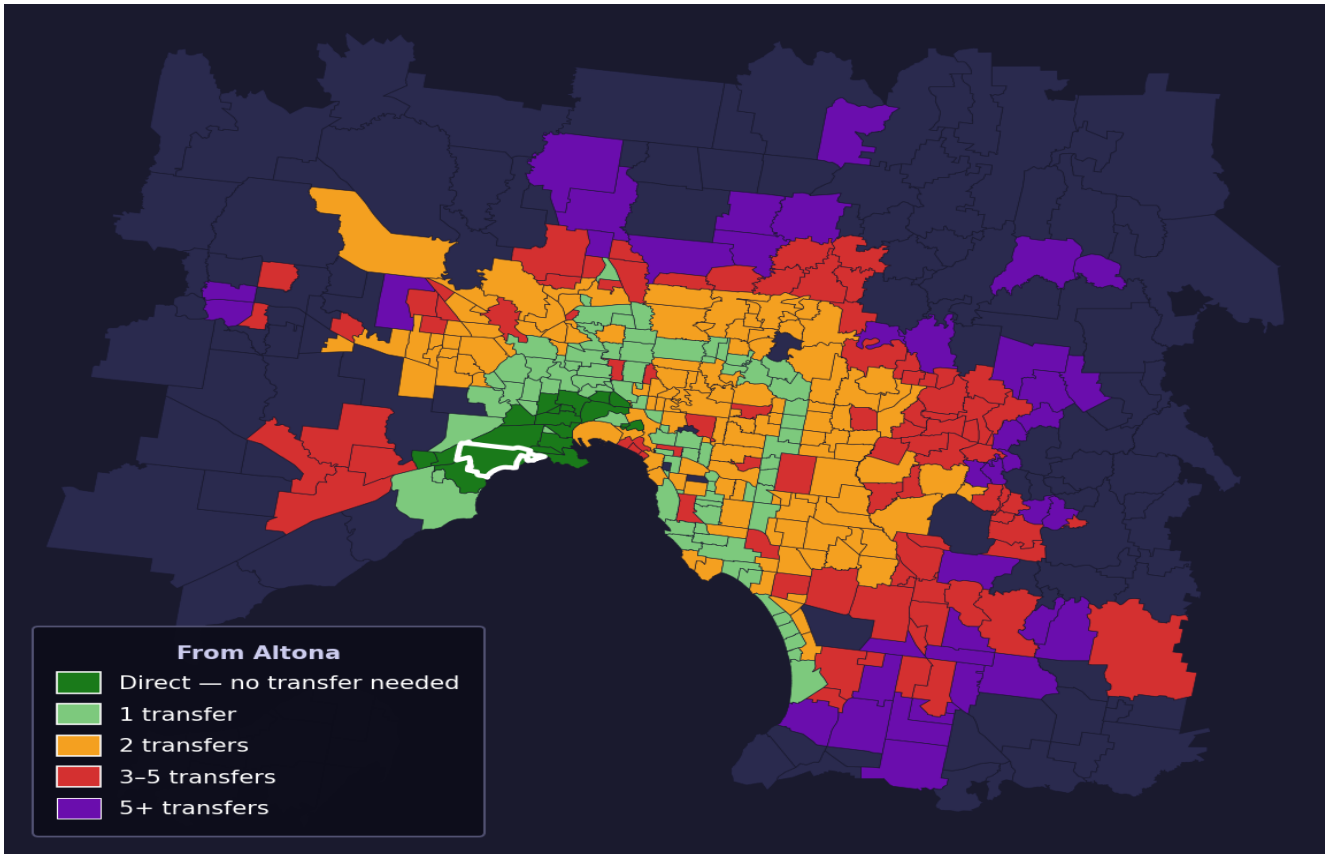 From Altona
Direct — no transfer needed
1 transfer
2 transfers
3–5 transfers
5+ transfers